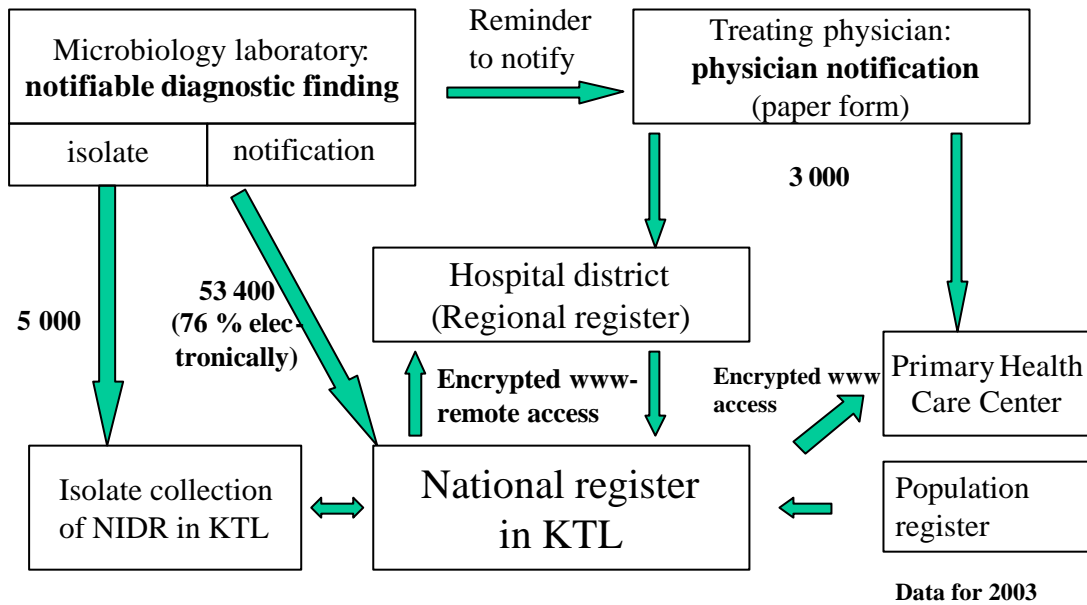 Microbiology laboratory:
notifiable diagnostic finding
isolate
notification
Reminder
to notify
Treating physician:
physician notification
(paper form)
3 000
5 000
53 400
(76 % elec-
tronically)
Hospital district
(Regional register)
Encrypted www-
remote access
Encrypted www
access
Primary Health
Care Center
Isolate collection
of NIDR in KTL
National register
in KTL
Population
register
Data for 2003